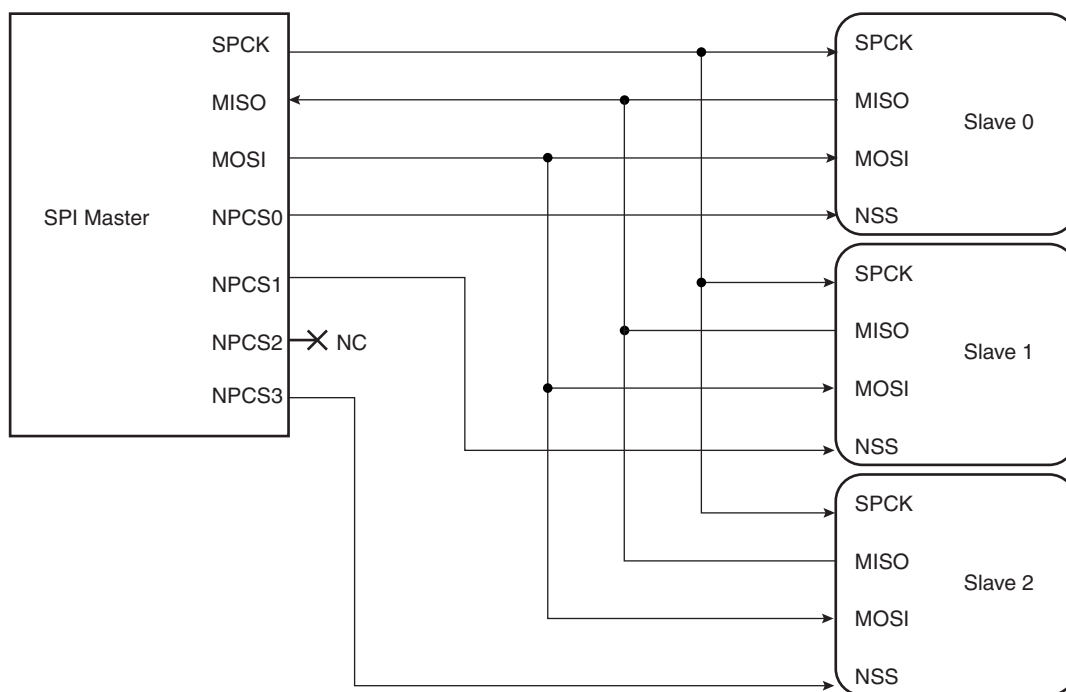 SPI Master
SPCK
MISO
MOSI
NPCS0
NPCS1
NPCS2
NC
NPCS3
SPCK
MISO
Slave 0
MOSI
NSS
SPCK
MISO
Slave 1
MOSI
NSS
SPCK
MISO
Slave 2
MOSI
NSS